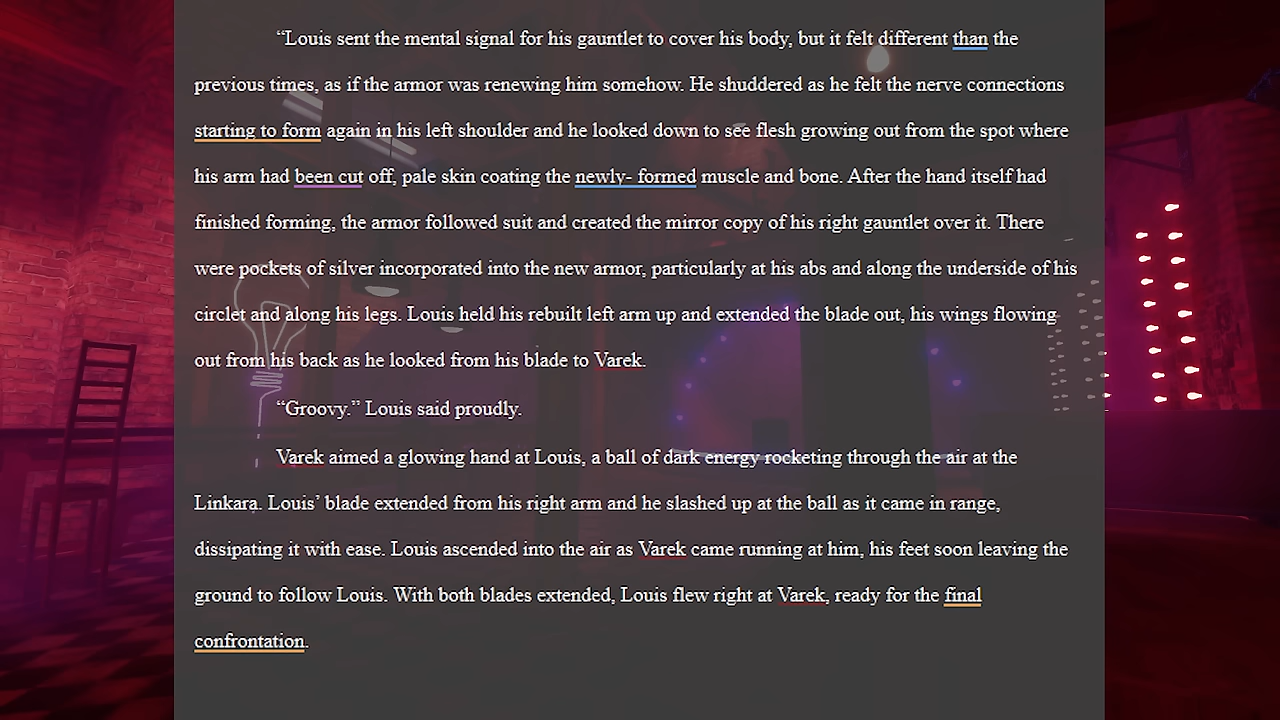 “Louis sent the mental signal for his gauntlet to cover his body, but it felt different than the
previous times, as if the armor was renewing him somehow. He shuddered as he felt the nerve connections
starting to form again in his left shoulder and he looked down to see flesh growing out from the spot where
his arm had been cut off, pale skin coating the newly- formed muscle and bone. After the hand itself had
finished forming, the armor followed suit and created the mirror copy of his right gauntlet over it. There
were pockets of silver incorporated into the new armor, particularly at his abs and along the underside of his
circlet and along his legs. Louis held his rebuilt left arm up and extended the blade out, his wings flowing
out from his back as he looked from his blade to Varek.
“Groovy.” Louis said proudly.
Varek aimed a glowing hand at Louis, a ball of dark energy rocketing through the air at the
Linkara. Louis’ blade extended from his right arm and he slashed up at the ball as it came in range,
dissipating it with ease. Louis ascended into the air as Varek came running at him, his feet soon leaving the
ground to follow Louis. With both blades extended, Louis flew right at Varek, ready for the final
confrontation.